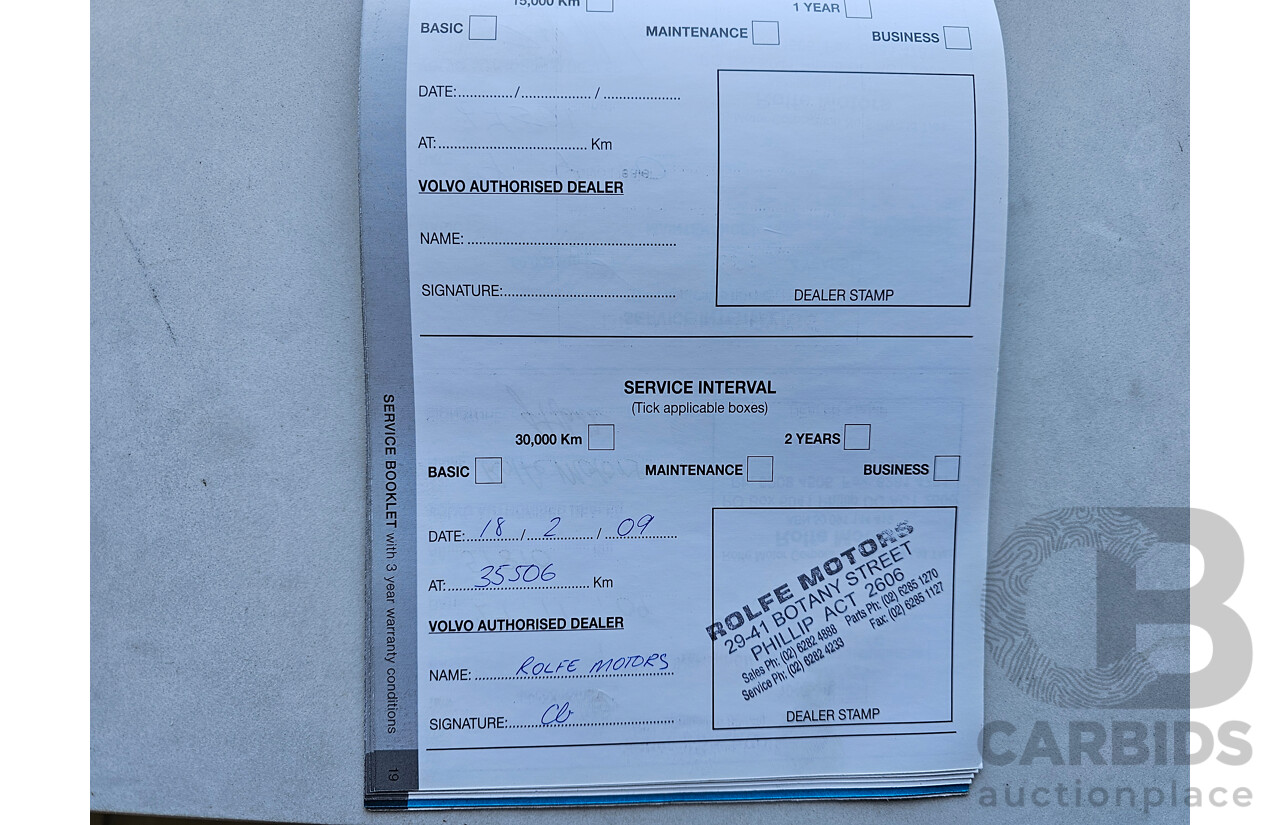 15,000 Km 1 YEAR
BASIC MAINTENANCE BUSINESS
DATE:............../................../....................
AT:...................................... Km
VOLVO AUTHORISED DEALER
NAME: ......................................................
SIGNATURE:............................................
DEALER STAMP
SERVICE INTERVAL
(Tick applicable boxes)
30,000 Km 2 YEARS
BASIC MAINTENANCE BUSINESS
DATE: 18 / 2 / 09
AT: 35506 Km
VOLVO AUTHORISED DEALER
NAME: ROLFE MOTORS
SIGNATURE:
ROLFE MOTORS
29-41 BOTANY STREET
PHILLIP ACT 2606
Sales Ph: (02) 6282 4888 Parts Ph: (02) 6285 1270
Service Ph: (02) 6282 4233 Fax: (02) 6285 1127
DEALER STAMP
SERVICE BOOKLET with 3 year warranty conditions
19
CB
CARBIDS
auctionplace